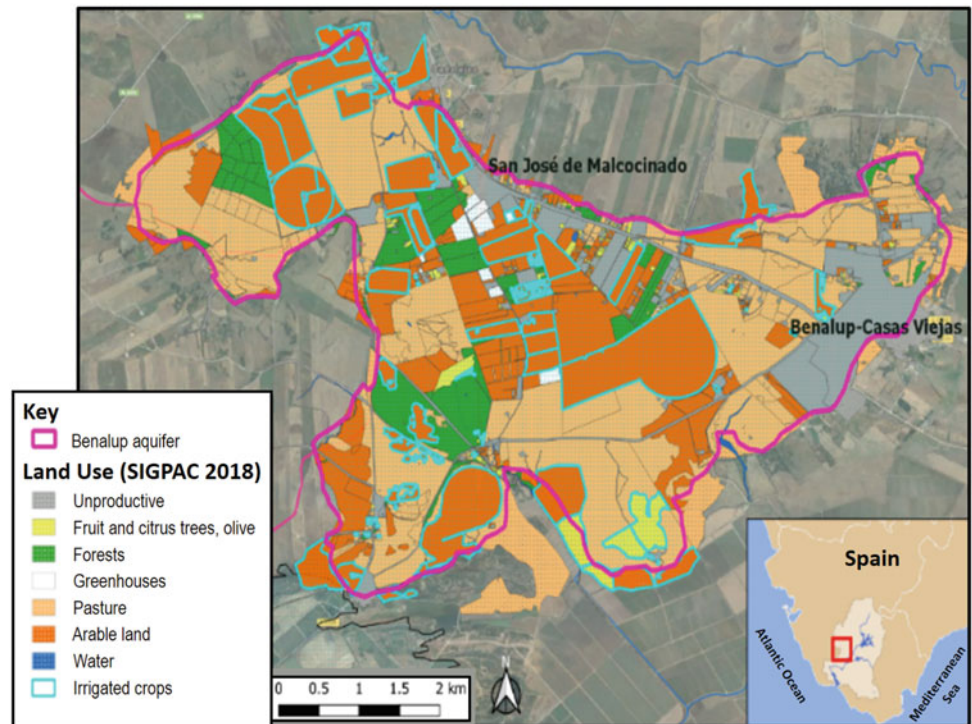 San José de Malcocinado
Benalup-Casas Viejas
Key
Benalup aquifer
Land Use (SIGPAC 2018)
Unproductive
Fruit and citrus trees, olive
Forests
Greenhouses
Pasture
Arable land
Water
Irrigated crops
0 0.5 1 1.5 2 km
N
Spain
Atlantic Ocean
Mediterranean
Sea